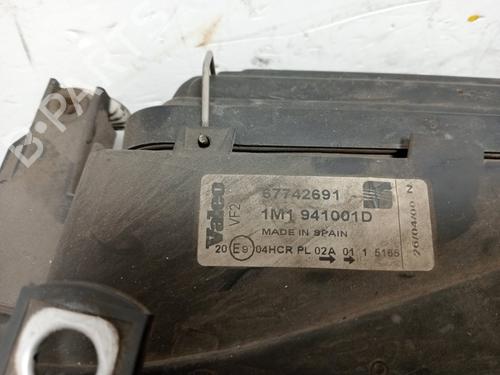 B-PARTS
Valeo
VF2
67742691
2
1M1 941001D
MADE IN SPAIN
20 E9 04HCR PL 02A 01 1 5165
26/04/00